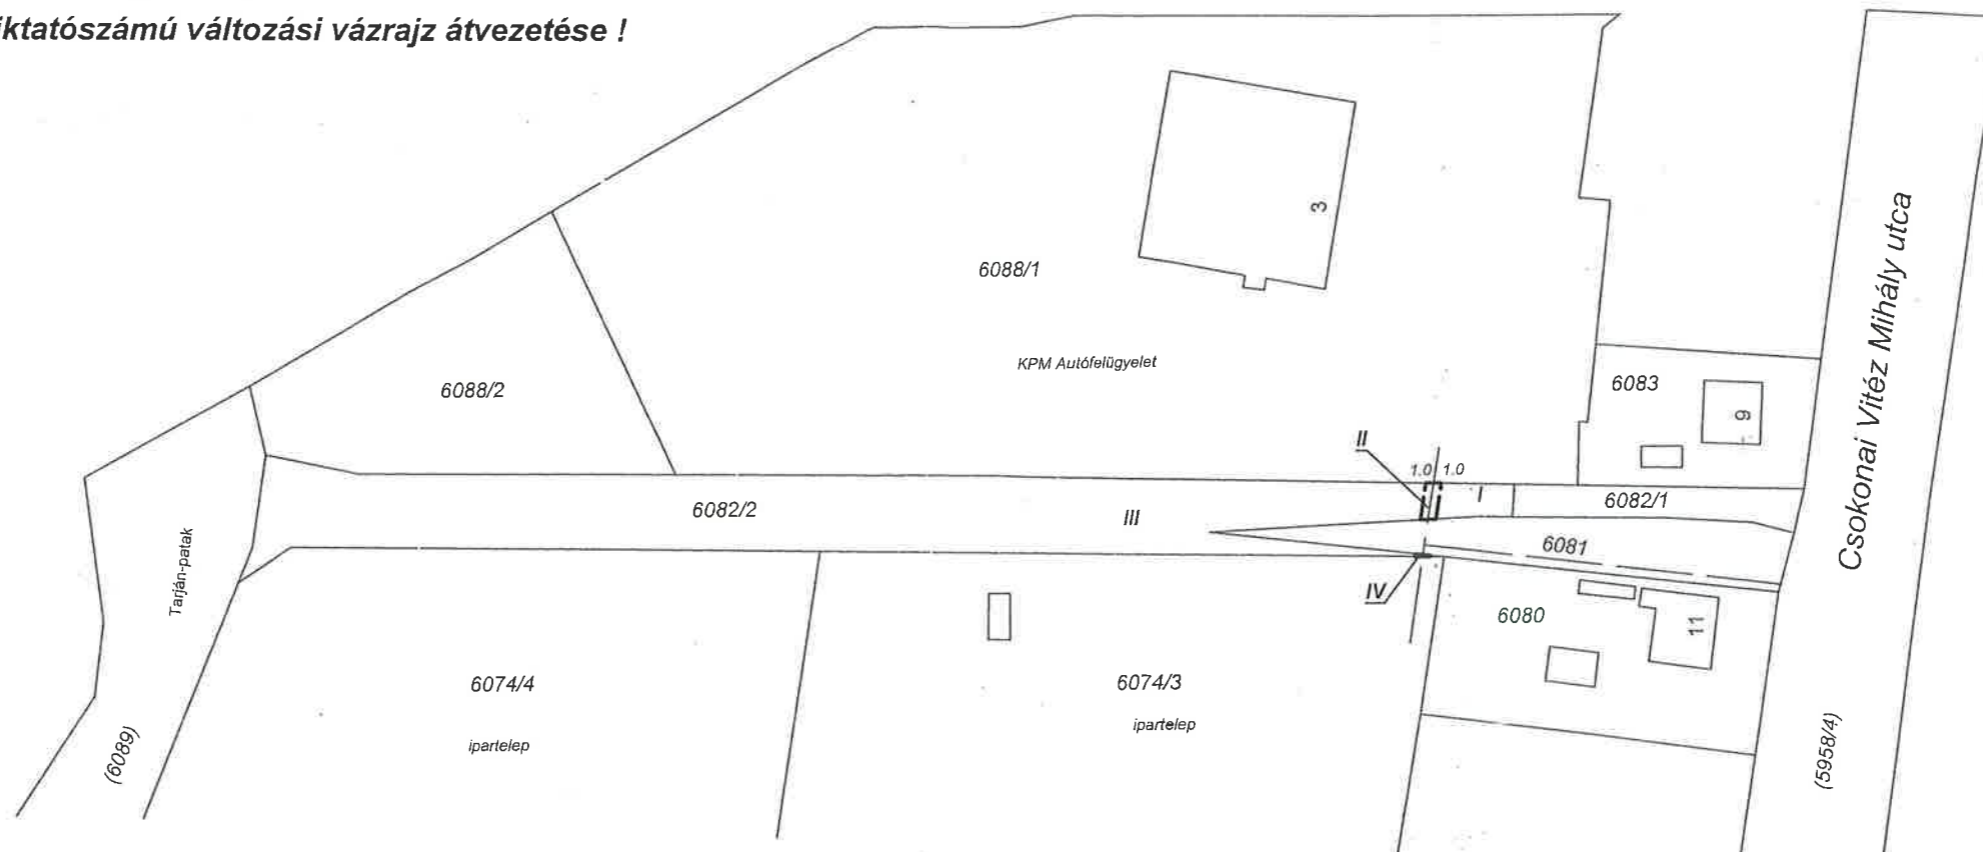 iktatószámú változási vázrajz átvezetése !
3
6088/1
KPM Autófelügyelet
6088/2
6083
9
Csokonai Vitéz Mihály utca
II
1.0 1.0
I
6082/1
6082/2
III
6081
Tarján-patak
IV
6080
11
6074/4
6074/3
ipartelep
ipartelep
(6089)
(5958/4)